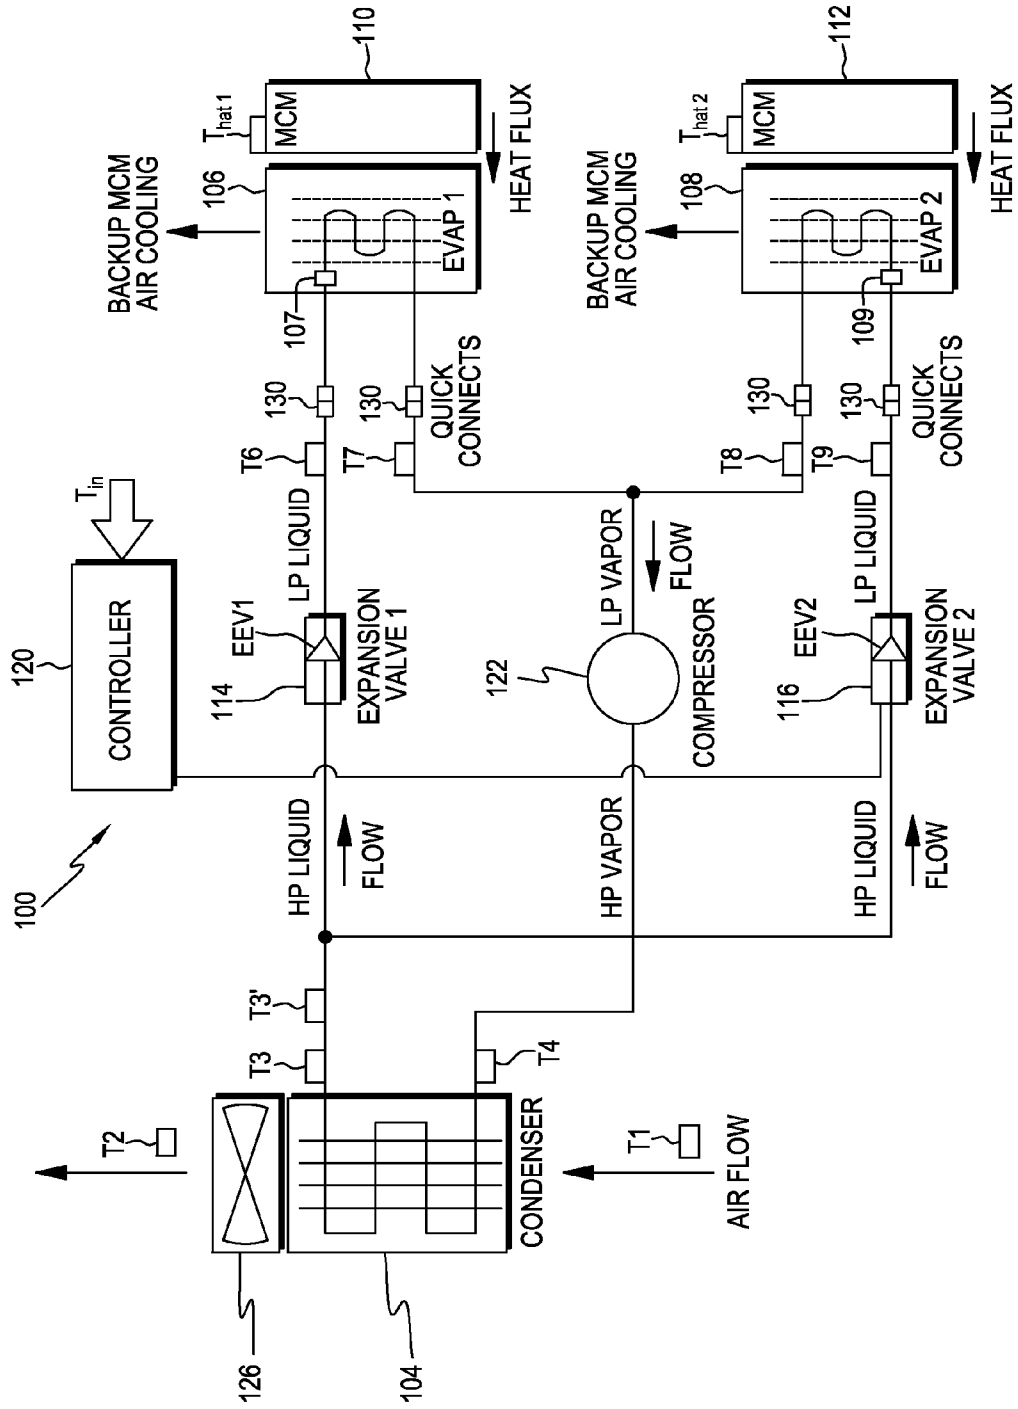 100
120
CONTROLLER
T in
126
T2
T3
T3'
104
CONDENSER
T4
T1
AIR FLOW
HP LIQUID
FLOW
114
EEV1
EXPANSION
VALVE 1
LP LIQUID
T6
130
107
BACKUP MCM
AIR COOLING
106
EVAP 1
T hat 1
MCM
110
HEAT FLUX
T7
130
QUICK
CONNECTS
HP VAPOR
122
COMPRESSOR
LP VAPOR
FLOW
T8
130
BACKUP MCM
AIR COOLING
108
EVAP 2
T hat 2
MCM
112
HEAT FLUX
109
HP LIQUID
FLOW
116
EEV2
EXPANSION
VALVE 2
LP LIQUID
T9
130
QUICK
CONNECTS